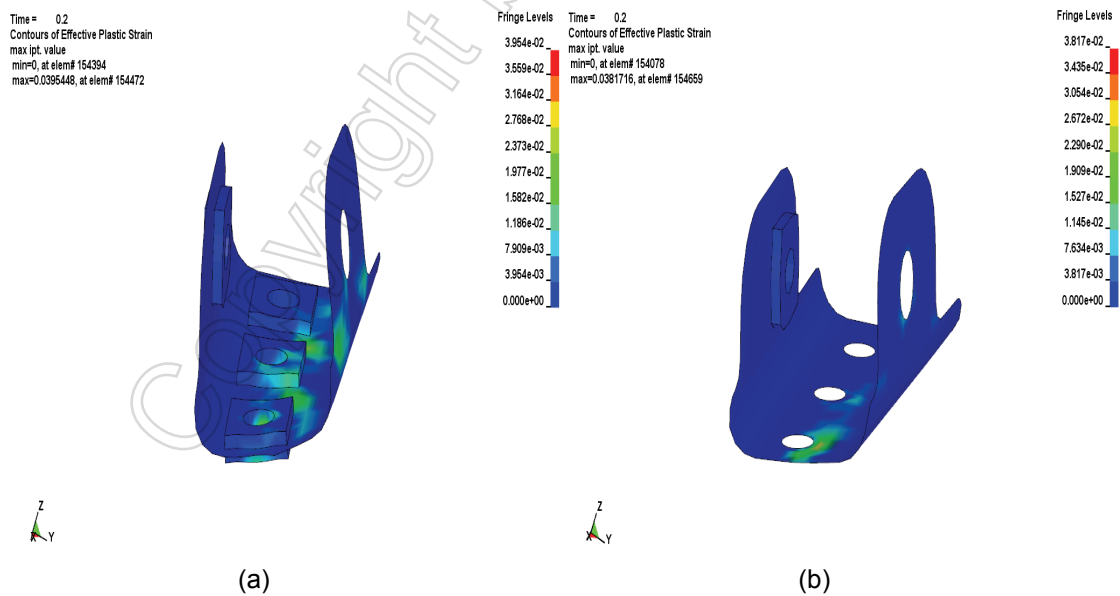 Time = 0.2
Contours of Effective Plastic Strain
max ipt. value
min=0, at elem# 154394
max=0.0395448, at elem# 154472
Fringe Levels
3.954e-02
3.559e-02
3.164e-02
2.768e-02
2.373e-02
1.977e-02
1.582e-02
1.186e-02
7.909e-03
3.954e-03
0.000e+00
Z
X
Y
(a)
Time = 0.2
Contours of Effective Plastic Strain
max ipt. value
min=0, at elem# 154078
max=0.0381716, at elem# 154659
Fringe Levels
3.817e-02
3.435e-02
3.054e-02
2.672e-02
2.290e-02
1.909e-02
1.527e-02
1.145e-02
7.634e-03
3.817e-03
0.000e+00
Z
X
Y
(b)
Copyright